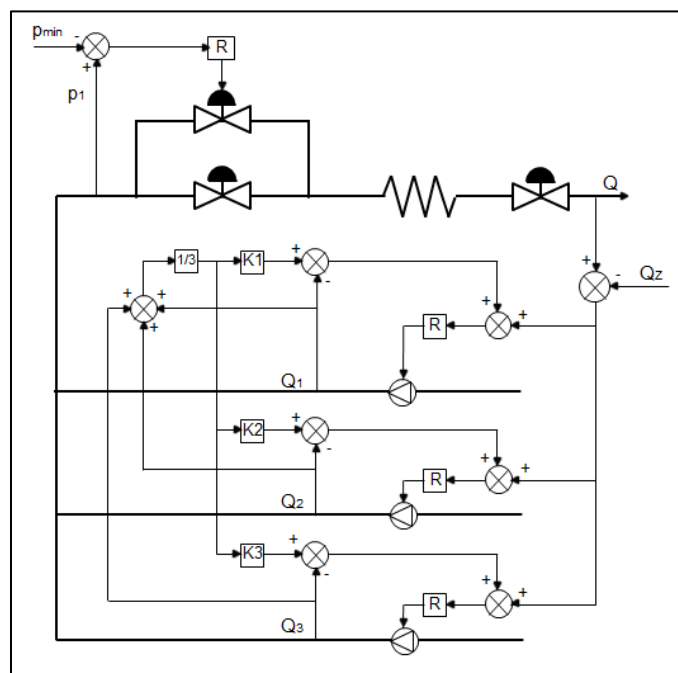 pmin - R
+
p1
Q
+ - Qz
1/3 K1 + -
+ + +
+ R + +
Q1
K2 + -
+ R +
Q2
K3 + -
+ R +
Q3